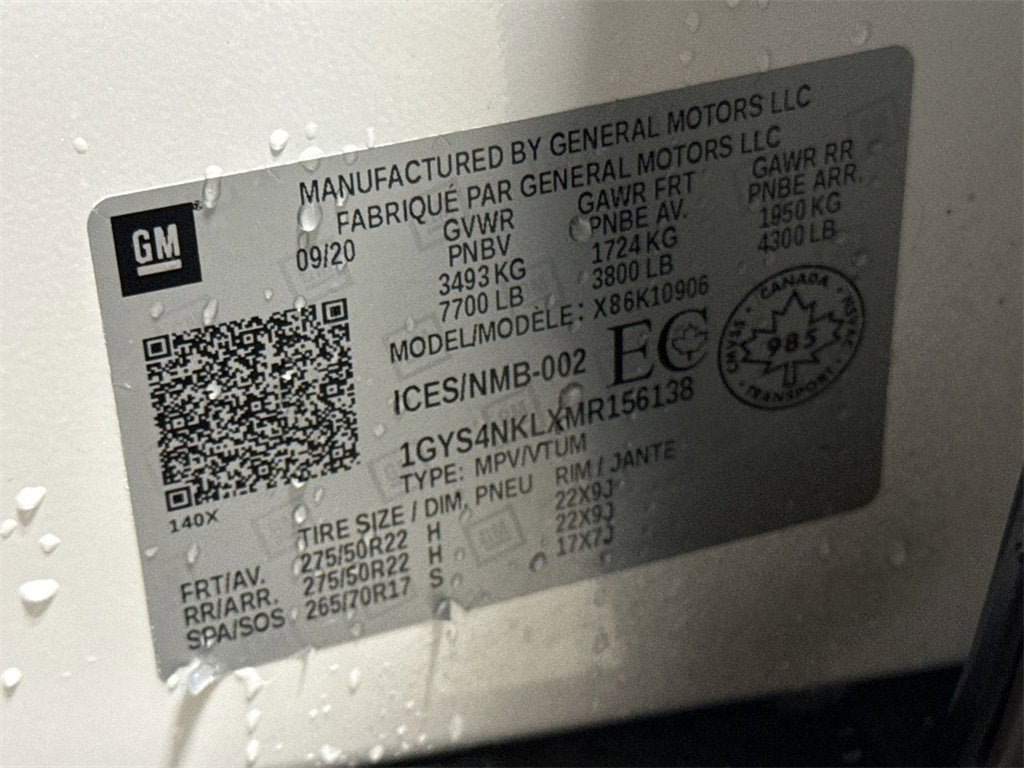 MANUFACTURED BY GENERAL MOTORS LLC
FABRIQUÉ PAR GENERAL MOTORS LLC
GM
09/20
GVWR
PNBV
3493 KG
7700 LB
GAWR FRT
PNBE AV.
1724 KG
3800 LB
GAWR RR
PNBE ARR.
1950 KG
4300 LB
MODEL/MODÈLE: X86K10906
ICES/NMB-002
EC
CANADA
NSVAC
TRANSPORT
CMVSS
985
1GYS4NKLXMR156138
TYPE: MPV/VTUM
140X
TIRE SIZE / DIM, PNEU RIM / JANTE
FRT/AV. 275/50R22 H 22X9J
RR/ARR. 275/50R22 H 22X9J
SPA/SOS 265/70R17 S 17X7J